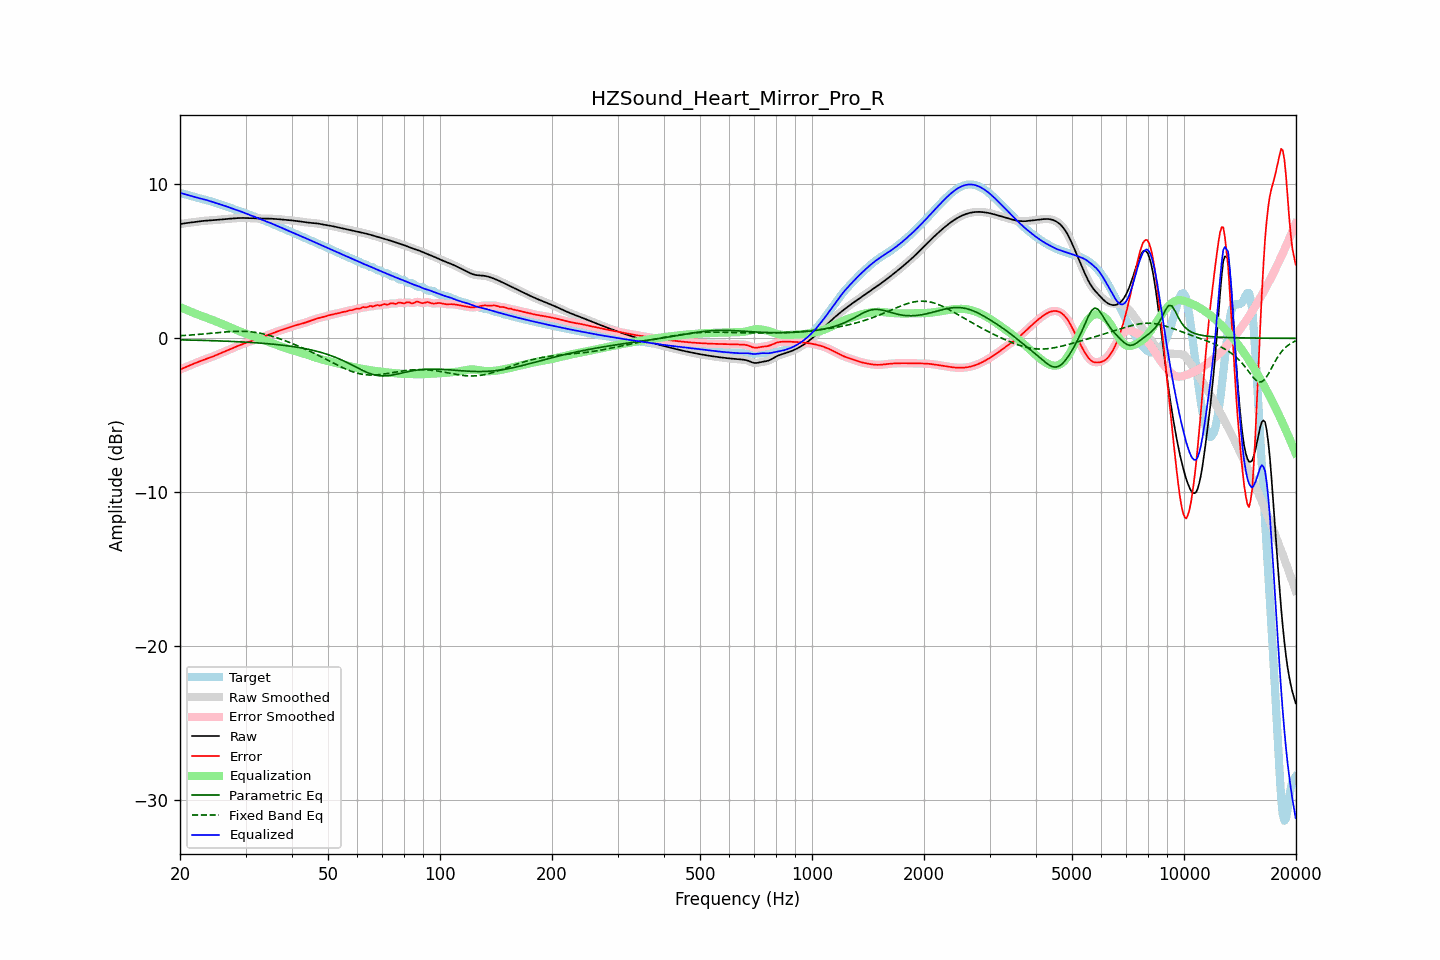 HZSound_Heart_Mirror_Pro_R
Amplitude (dBr)
10
0
−10
−20
−30
Target
Raw Smoothed
Error Smoothed
Raw
Error
Equalization
Parametric Eq
Fixed Band Eq
Equalized
20
50
100
200
500
1000
2000
5000
10000
20000
Frequency (Hz)